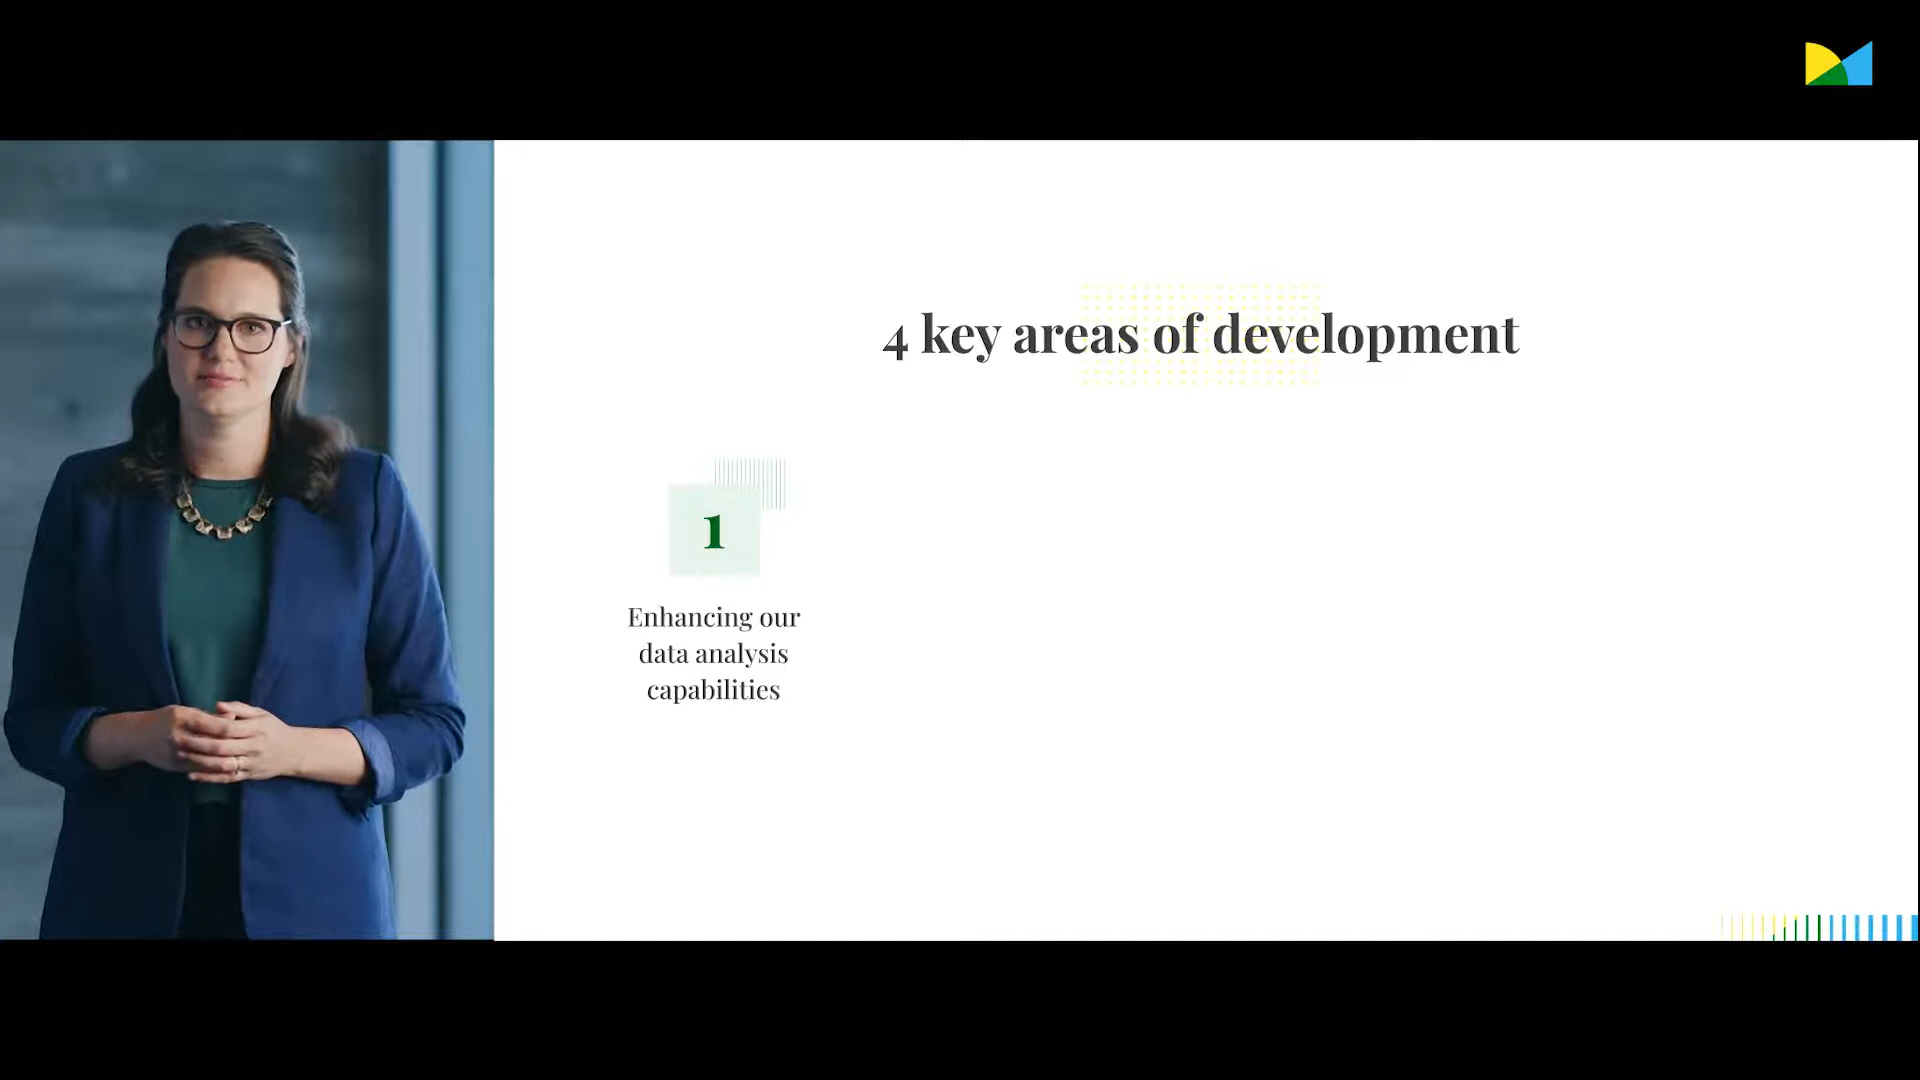 4 key areas of development
1
Enhancing our
data analysis
capabilities